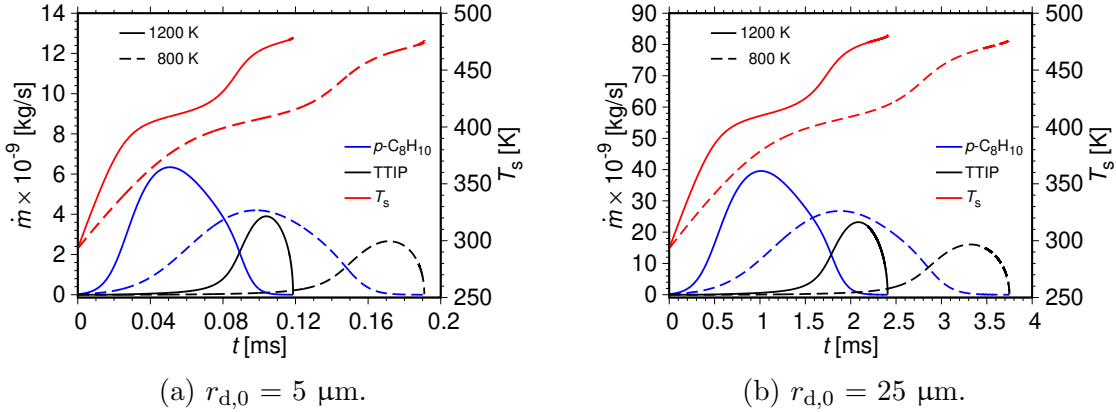 14
12
10
8
6
4
2
0
ṁ × 10⁻⁹ [kg/s]
500
450
400
350
300
250
Tₛ [K]
1200 K
800 K
p-C₈H₁₀
TTIP
Tₛ
0 0.04 0.08 0.12 0.16 0.2
t [ms]
(a) r_d,0 = 5 µm.
90
80
70
60
50
40
30
20
10
0
ṁ × 10⁻⁹ [kg/s]
500
450
400
350
300
250
Tₛ [K]
1200 K
800 K
p-C₈H₁₀
TTIP
Tₛ
0 0.5 1 1.5 2 2.5 3 3.5 4
t [ms]
(b) r_d,0 = 25 µm.